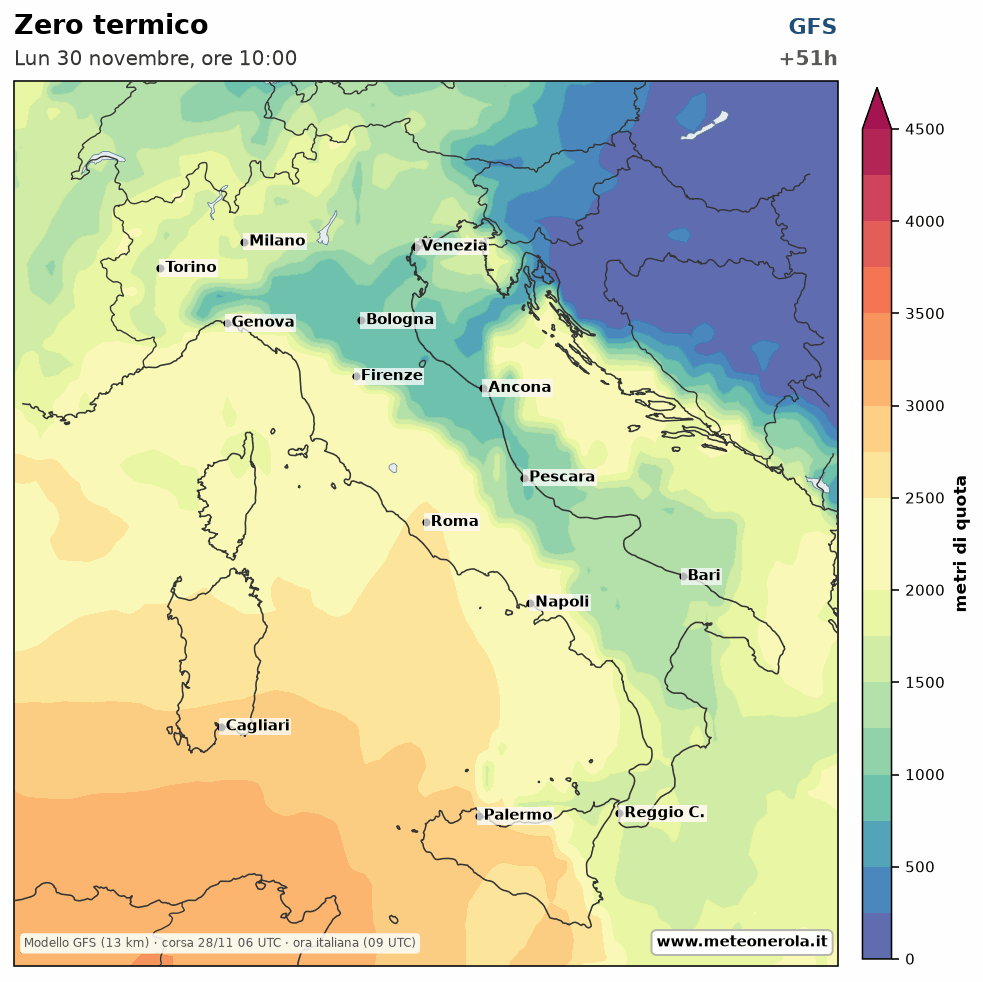 Zero termico
GFS
Lun 30 novembre, ore 10:00
+51h
4500
4000
3500
3000
2500
2000
1500
1000
500
0
metri di quota
Milano
Venezia
Torino
Genova
Bologna
Firenze
Ancona
Pescara
Roma
Bari
Napoli
Cagliari
Palermo
Reggio C.
Modello GFS (13 km) · corsa 28/11 06 UTC · ora italiana (09 UTC)
www.meteonerola.it